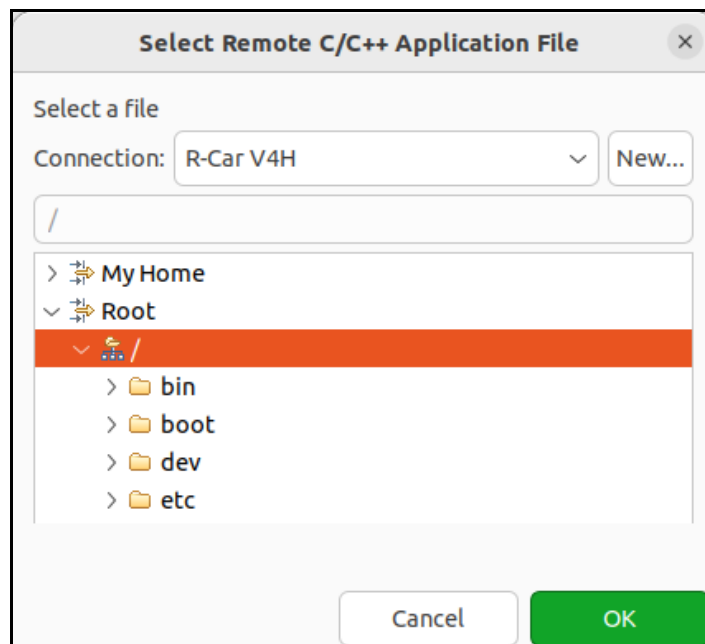 Select Remote C/C++ Application File
Select a file
Connection: R-Car V4H New...
/
My Home
Root
/
bin
boot
dev
etc
Cancel OK